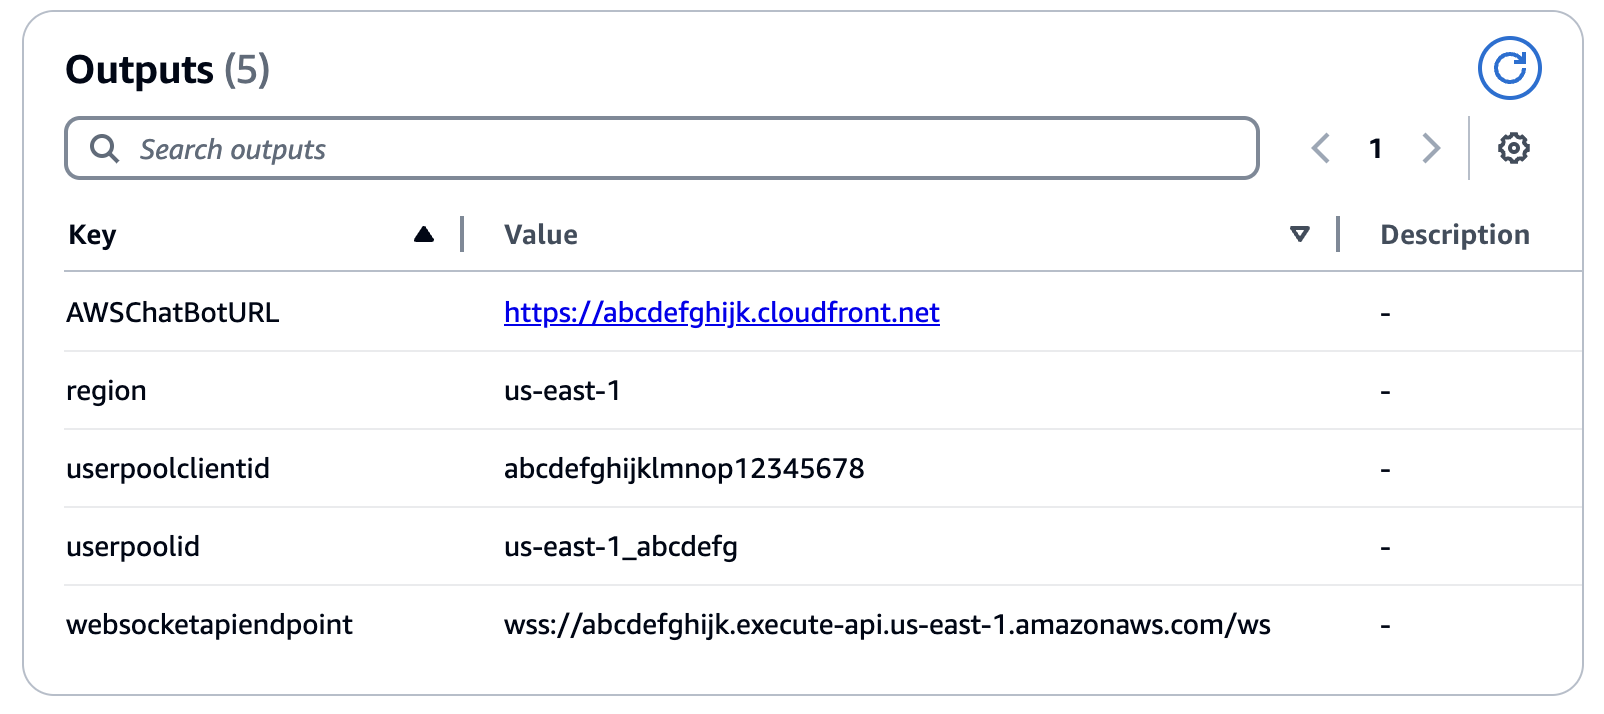 Outputs (5)
Search outputs
1
Key Value Description
AWSChatBotURL https://abcdefghijk.cloudfront.net -
region us-east-1 -
userpoolclientid abcdefghijklmnop12345678 -
userpoolid us-east-1_abcdefg -
websocketapiendpoint wss://abcdefghijk.execute-api.us-east-1.amazonaws.com/ws -